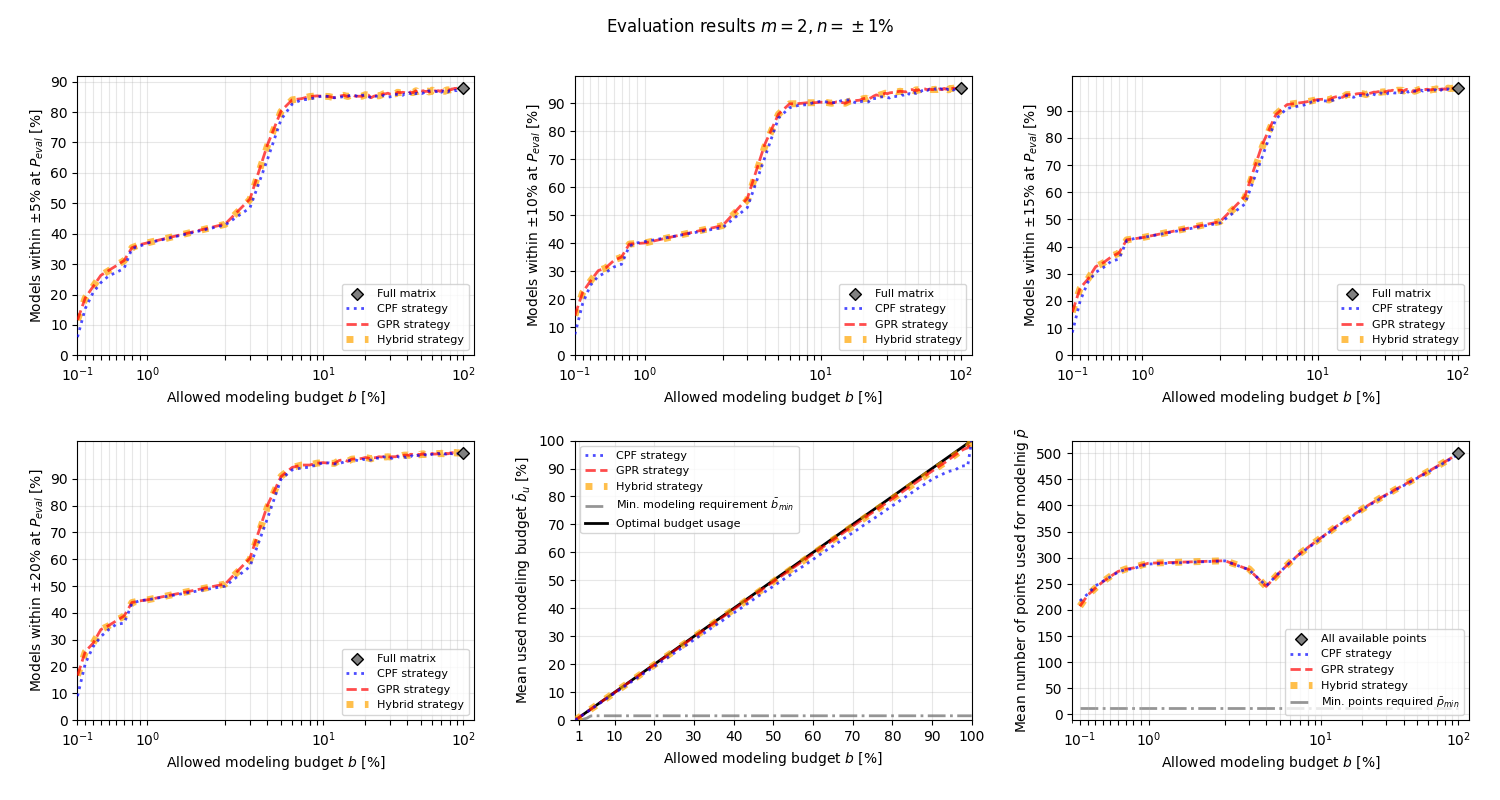 Evaluation results m = 2, n = ± 1%
Models within ±5% at P_eval [%]
90
80
70
60
50
40
30
20
10
0
Full matrix
CPF strategy
GPR strategy
Hybrid strategy
10^-1 10^0 10^1 10^2
Allowed modeling budget b [%]
Models within ±10% at P_eval [%]
90
80
70
60
50
40
30
20
10
0
Full matrix
CPF strategy
GPR strategy
Hybrid strategy
10^-1 10^0 10^1 10^2
Allowed modeling budget b [%]
Models within ±15% at P_eval [%]
90
80
70
60
50
40
30
20
10
0
Full matrix
CPF strategy
GPR strategy
Hybrid strategy
10^-1 10^0 10^1 10^2
Allowed modeling budget b [%]
Models within ±20% at P_eval [%]
90
80
70
60
50
40
30
20
10
0
Full matrix
CPF strategy
GPR strategy
Hybrid strategy
10^-1 10^0 10^1 10^2
Allowed modeling budget b [%]
Mean used modeling budget b̄_u [%]
100
90
80
70
60
50
40
30
20
10
0
CPF strategy
GPR strategy
Hybrid strategy
Min. modeling requirement b̄_min
Optimal budget usage
1 10 20 30 40 50 60 70 80 90 100
Allowed modeling budget b [%]
Mean number of points used for modelnig p̄
500
450
400
350
300
250
200
150
100
50
0
All available points
CPF strategy
GPR strategy
Hybrid strategy
Min. points required p̄_min
10^-1 10^0 10^1 10^2
Allowed modeling budget b [%]